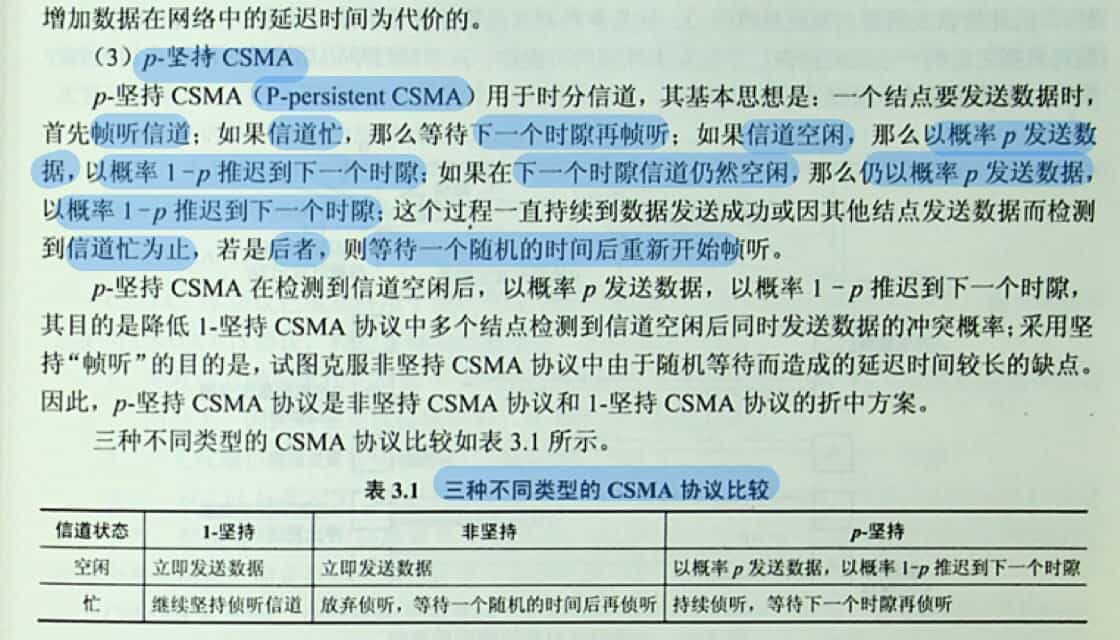 增加数据在网络中的延迟时间为代价的。
（3）p-坚持 CSMA
p-坚持 CSMA（P-persistent CSMA）用于时分信道，其基本思想是：一个结点要发送数据时，
首先帧听信道；如果信道忙，那么等待下一个时隙再帧听；如果信道空闲，那么以概率 p 发送数
据，以概率 1-p 推迟到下一个时隙；如果在下一个时隙信道仍然空闲，那么仍以概率 p 发送数据，
以概率 1-p 推迟到下一个时隙；这个过程一直持续到数据发送成功或因其他结点发送数据而检测
到信道忙为止，若是后者，则等待一个随机的时间后重新开始帧听。
p-坚持 CSMA 在检测到信道空闲后，以概率 p 发送数据，以概率 1-p 推迟到下一个时隙，
其目的是降低 1-坚持 CSMA 协议中多个结点检测到信道空闲后同时发送数据的冲突概率；采用坚
持“帧听”的目的是，试图克服非坚持 CSMA 协议中由于随机等待而造成的延迟时间较长的缺点。
因此，p-坚持 CSMA 协议是非坚持 CSMA 协议和 1-坚持 CSMA 协议的折中方案。
三种不同类型的 CSMA 协议比较如表 3.1 所示。
表 3.1 三种不同类型的 CSMA 协议比较
信道状态 1-坚持 非坚持 p-坚持
空闲 立即发送数据 立即发送数据 以概率 p 发送数据，以概率 1-p 推迟到下一个时隙
忙 继续坚持侦听信道 放弃侦听，等待一个随机的时间后再侦听 持续侦听，等待下一个时隙再侦听